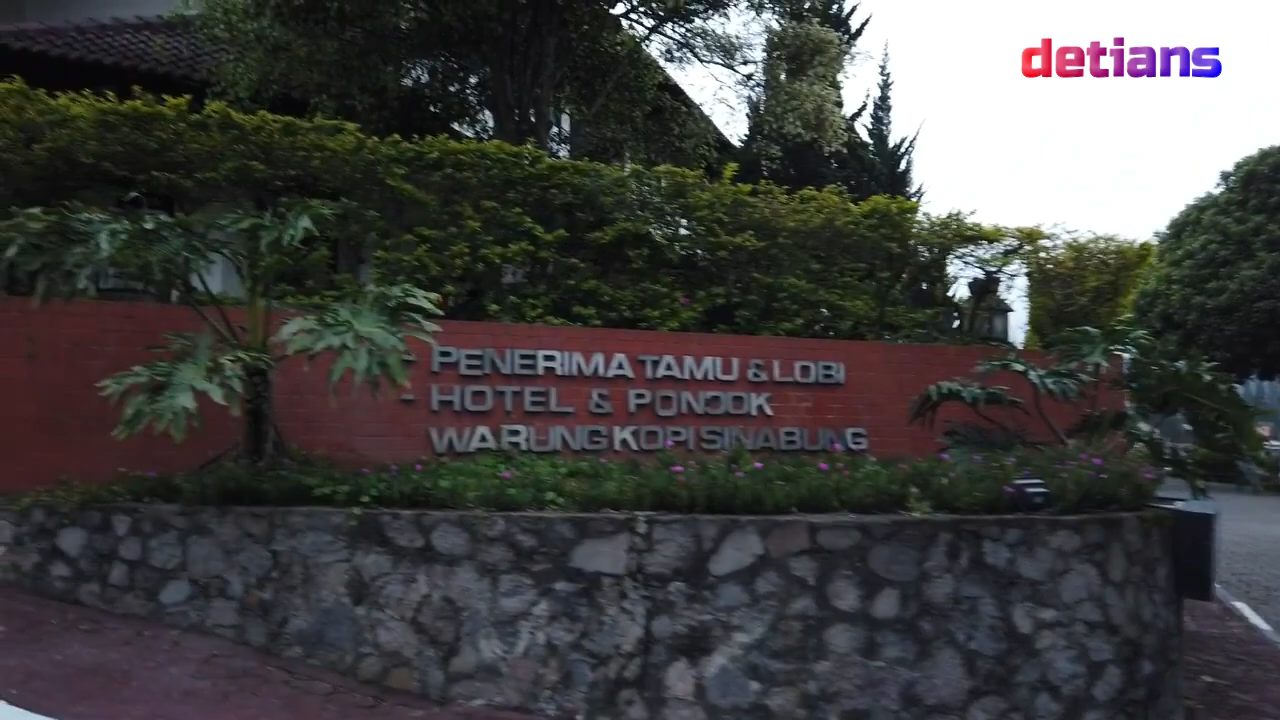 detians
- PENERIMA TAMU & LOBI
- HOTEL & PONDOK
WARUNG KOPI SINABUNG